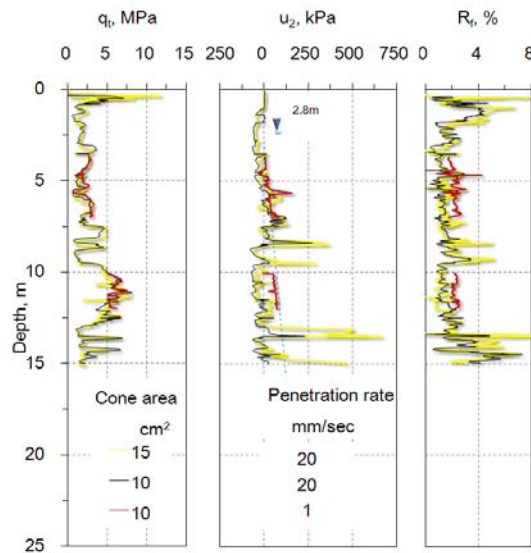 qt, MPa u2, kPa Rf, %
0 5 10 15 250 0 250 500 750 0 4 8
0
2.8m
5
10
Depth, m
15
Cone area Penetration rate
cm² mm/sec
15 20
20
10 20
10 1
25